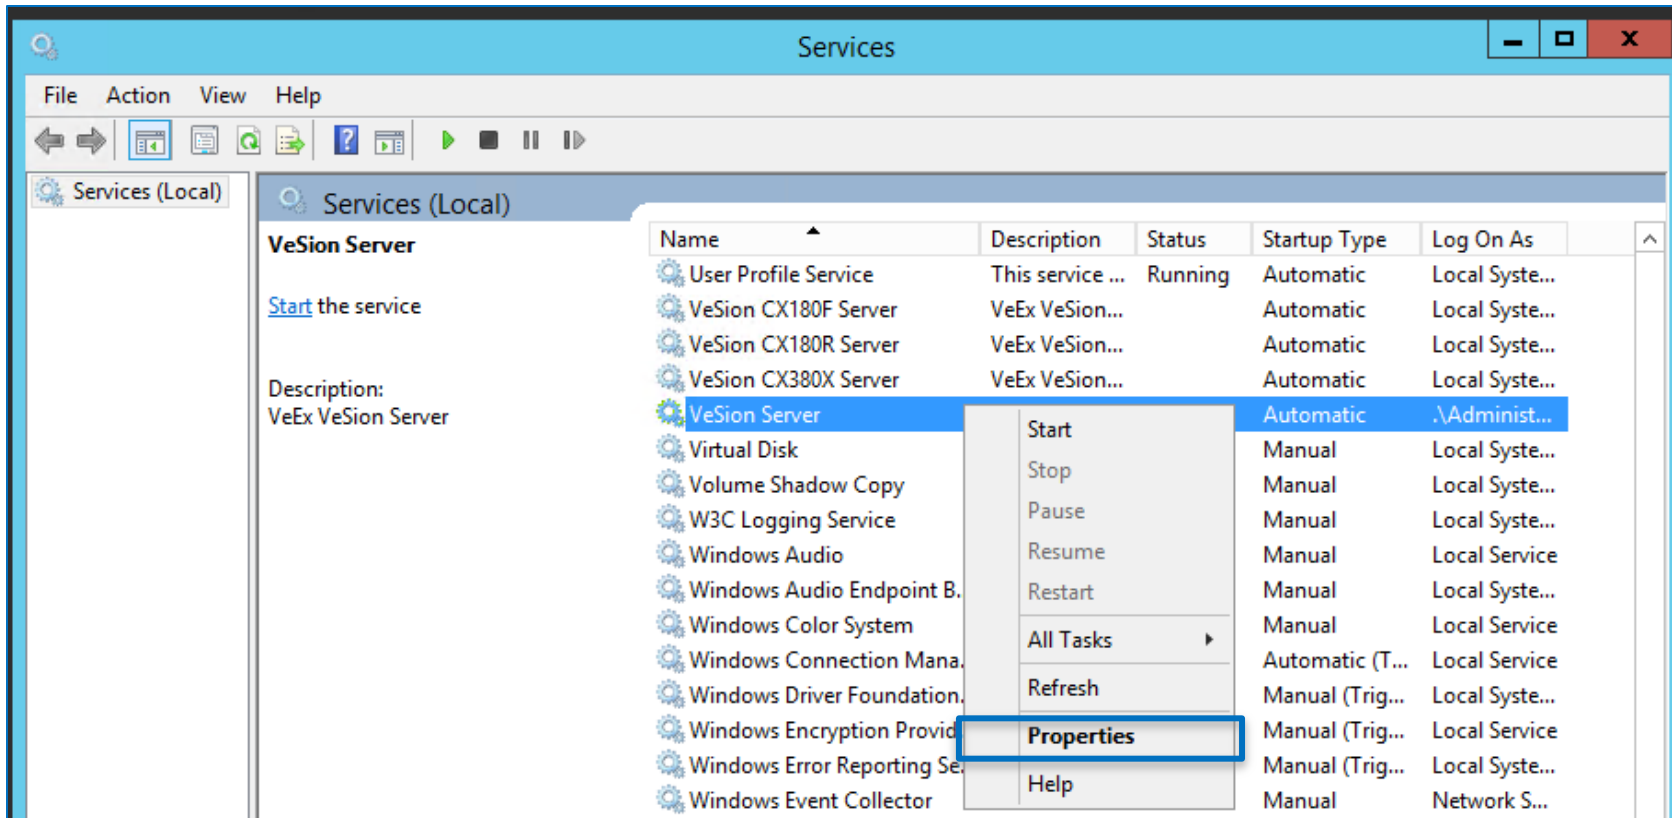 Services
File Action View Help
Services (Local)
Services (Local)
VeSion Server
Start the service
Description:
VeEx VeSion Server
Name Description Status Startup Type Log On As
User Profile Service This service ... Running Automatic Local Syste...
VeSion CX180F Server VeEx VeSion... Automatic Local Syste...
VeSion CX180R Server VeEx VeSion... Automatic Local Syste...
VeSion CX380X Server VeEx VeSion... Automatic Local Syste...
VeSion Server Automatic .\Administ...
Virtual Disk Manual Local Syste...
Volume Shadow Copy Manual Local Syste...
W3C Logging Service Manual Local Syste...
Windows Audio Manual Local Service
Windows Audio Endpoint B. Manual Local Syste...
Windows Color System Manual Local Service
Windows Connection Mana. Automatic (T... Local Service
Windows Driver Foundation. Manual (Trig... Local Syste...
Windows Encryption Provid Manual (Trig... Local Service
Windows Error Reporting Se. Manual (Trig... Local Syste...
Windows Event Collector Manual Network S...
Start
Stop
Pause
Resume
Restart
All Tasks
Refresh
Properties
Help